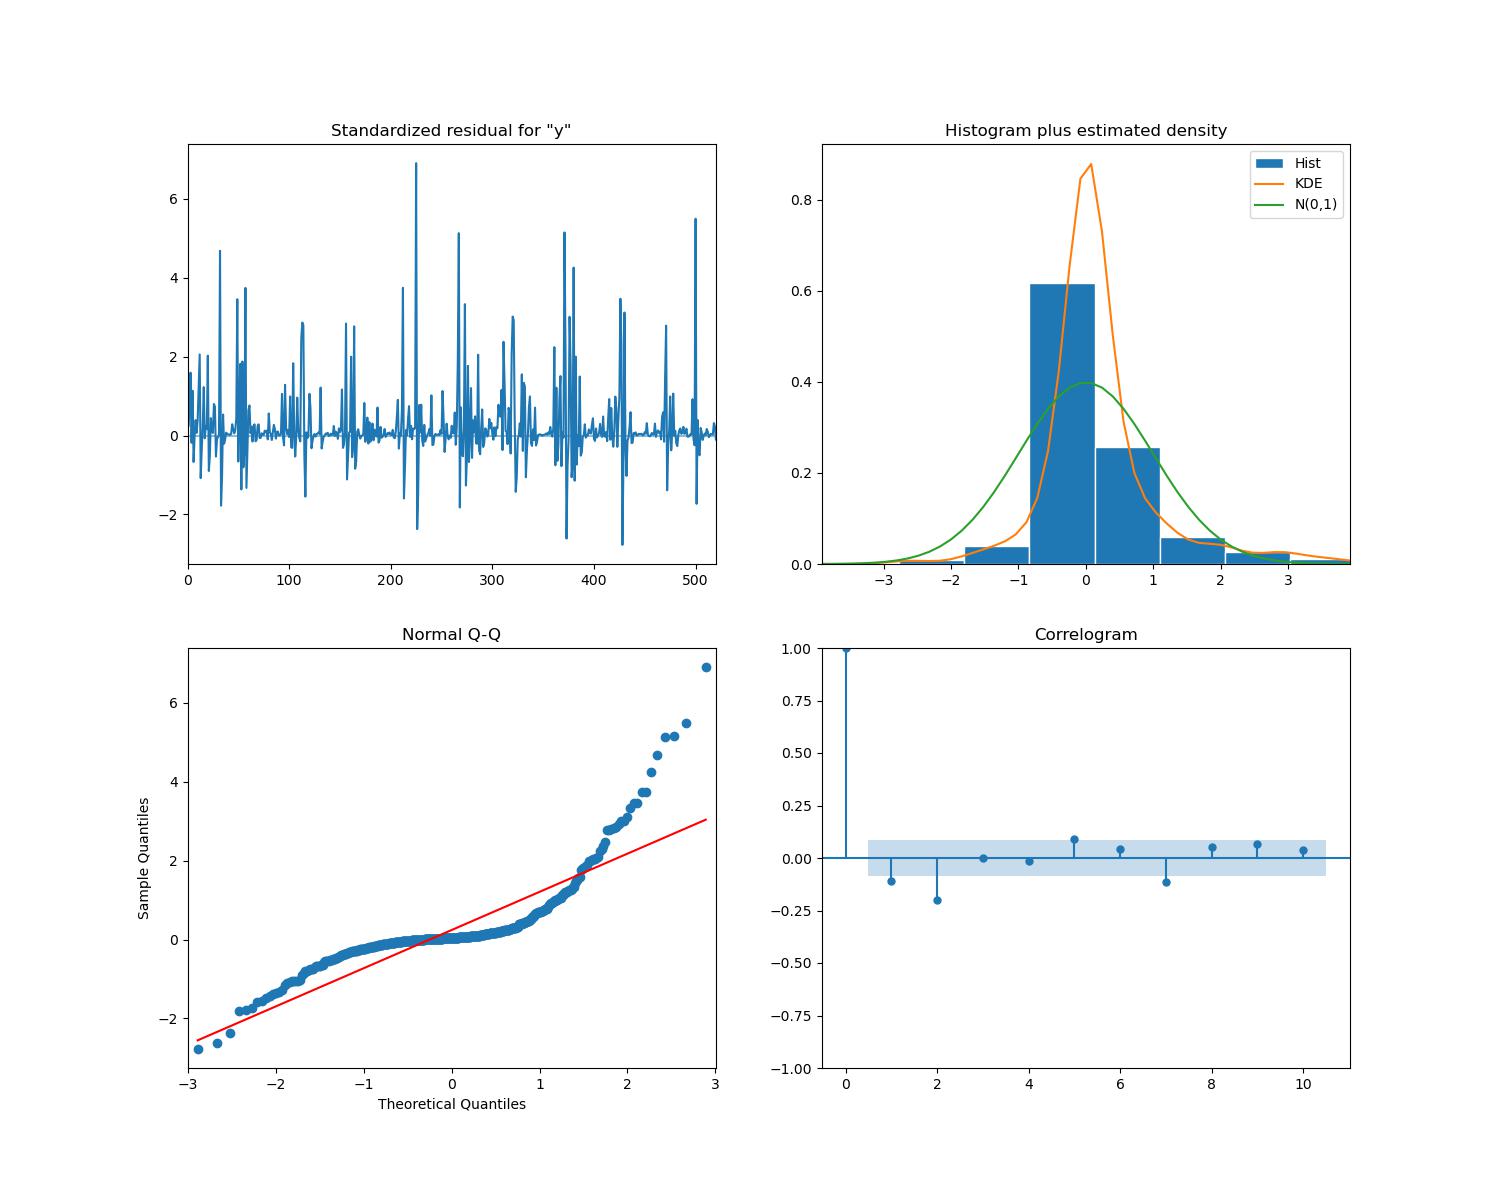 Standardized residual for "y"
6
4
2
0
−2
0 100 200 300 400 500
Histogram plus estimated density
Hist
KDE
N(0,1)
0.8
0.6
0.4
0.2
0.0
−3 −2 −1 0 1 2 3
Normal Q-Q
Sample Quantiles
6
4
2
0
−2
−3 −2 −1 0 1 2 3
Theoretical Quantiles
Correlogram
1.00
0.75
0.50
0.25
0.00
−0.25
−0.50
−0.75
−1.00
0 2 4 6 8 10